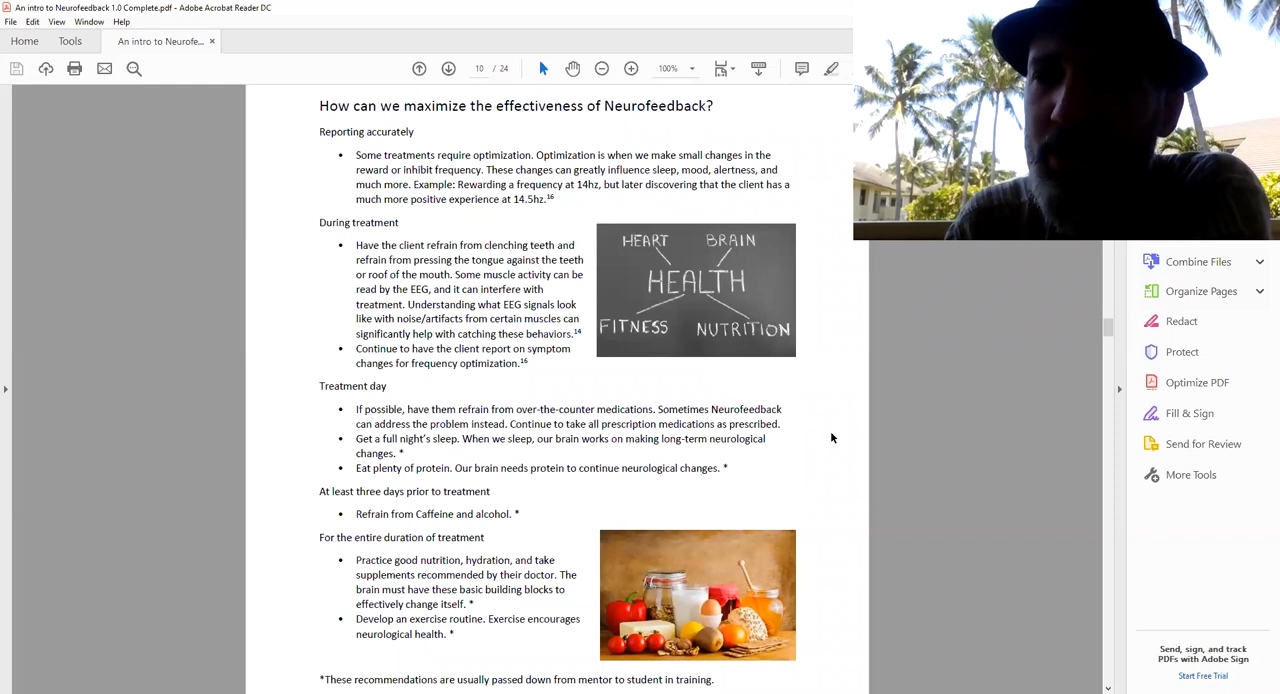 An intro to Neurofeedback 1.0 Complete.pdf - Adobe Acrobat Reader DC
File Edit View Window Help
Home Tools An intro to Neurofe... ×
10 / 24 100%
How can we maximize the effectiveness of Neurofeedback?
Reporting accurately
• Some treatments require optimization. Optimization is when we make small changes in the
reward or inhibit frequency. These changes can greatly influence sleep, mood, alertness, and
much more. Example: Rewarding a frequency at 14hz, but later discovering that the client has a
much more positive experience at 14.5hz.16
During treatment
• Have the client refrain from clenching teeth and
refrain from pressing the tongue against the teeth
or roof of the mouth. Some muscle activity can be
read by the EEG, and it can interfere with
treatment. Understanding what EEG signals look
like with noise/artifacts from certain muscles can
significantly help with catching these behaviors.14
• Continue to have the client report on symptom
changes for frequency optimization.16
HEART BRAIN
HEALTH
FITNESS NUTRITION
Treatment day
• If possible, have them refrain from over-the-counter medications. Sometimes Neurofeedback
can address the problem instead. Continue to take all prescription medications as prescribed.
• Get a full night's sleep. When we sleep, our brain works on making long-term neurological
changes. *
• Eat plenty of protein. Our brain needs protein to continue neurological changes. *
At least three days prior to treatment
• Refrain from Caffeine and alcohol. *
For the entire duration of treatment
• Practice good nutrition, hydration, and take
supplements recommended by their doctor. The
brain must have these basic building blocks to
effectively change itself. *
• Develop an exercise routine. Exercise encourages
neurological health. *
*These recommendations are usually passed down from mentor to student in training.
Combine Files
Organize Pages
Redact
Protect
Optimize PDF
Fill & Sign
Send for Review
More Tools
Send, sign, and track
PDFs with Adobe Sign
Start Free Trial